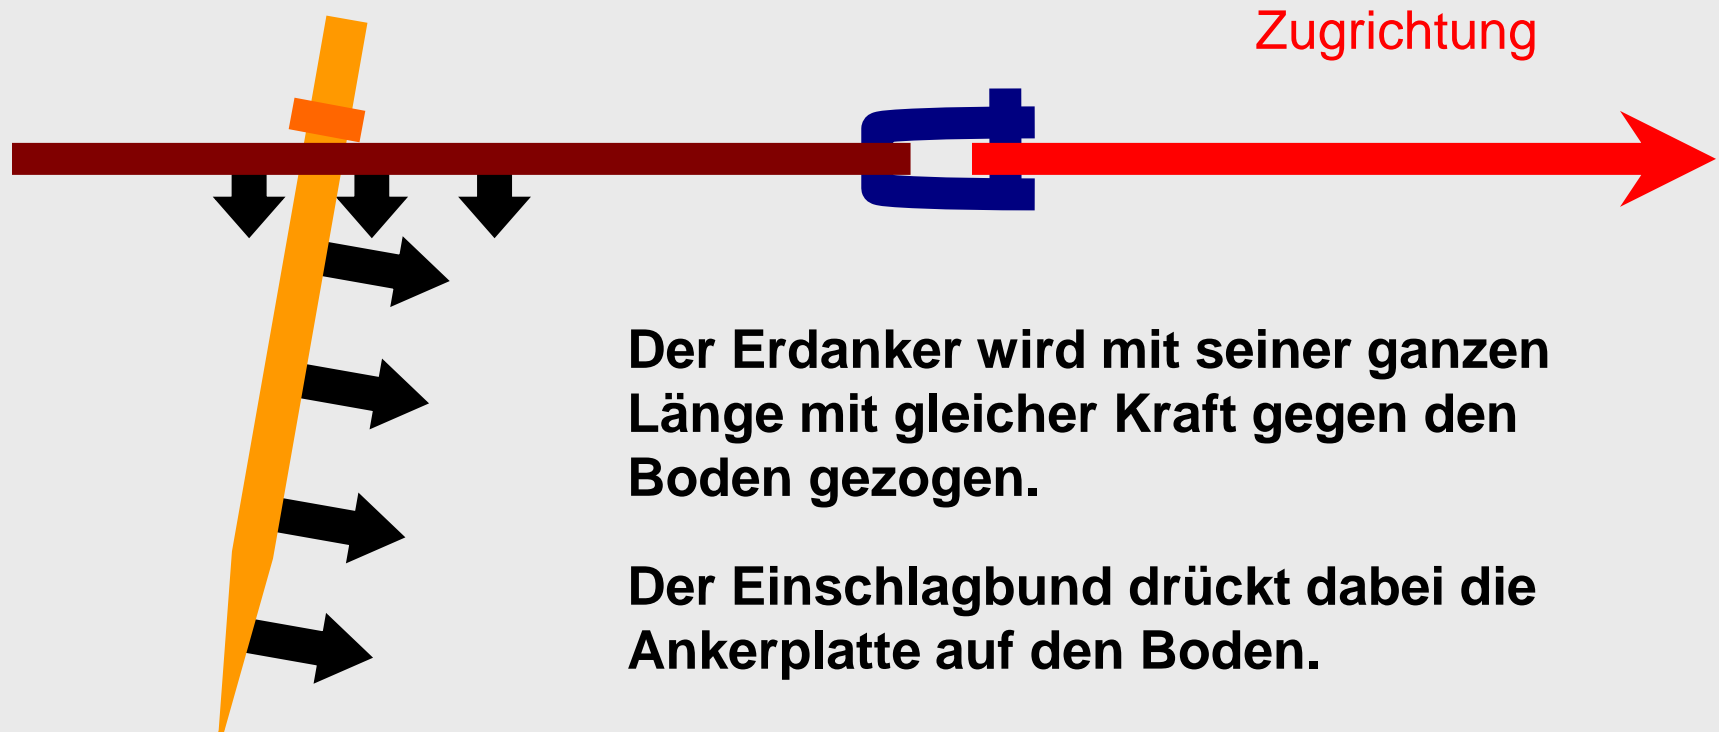 Zugrichtung
Der Erdanker wird mit seiner ganzen
Länge mit gleicher Kraft gegen den
Boden gezogen.
Der Einschlagbund drückt dabei die
Ankerplatte auf den Boden.